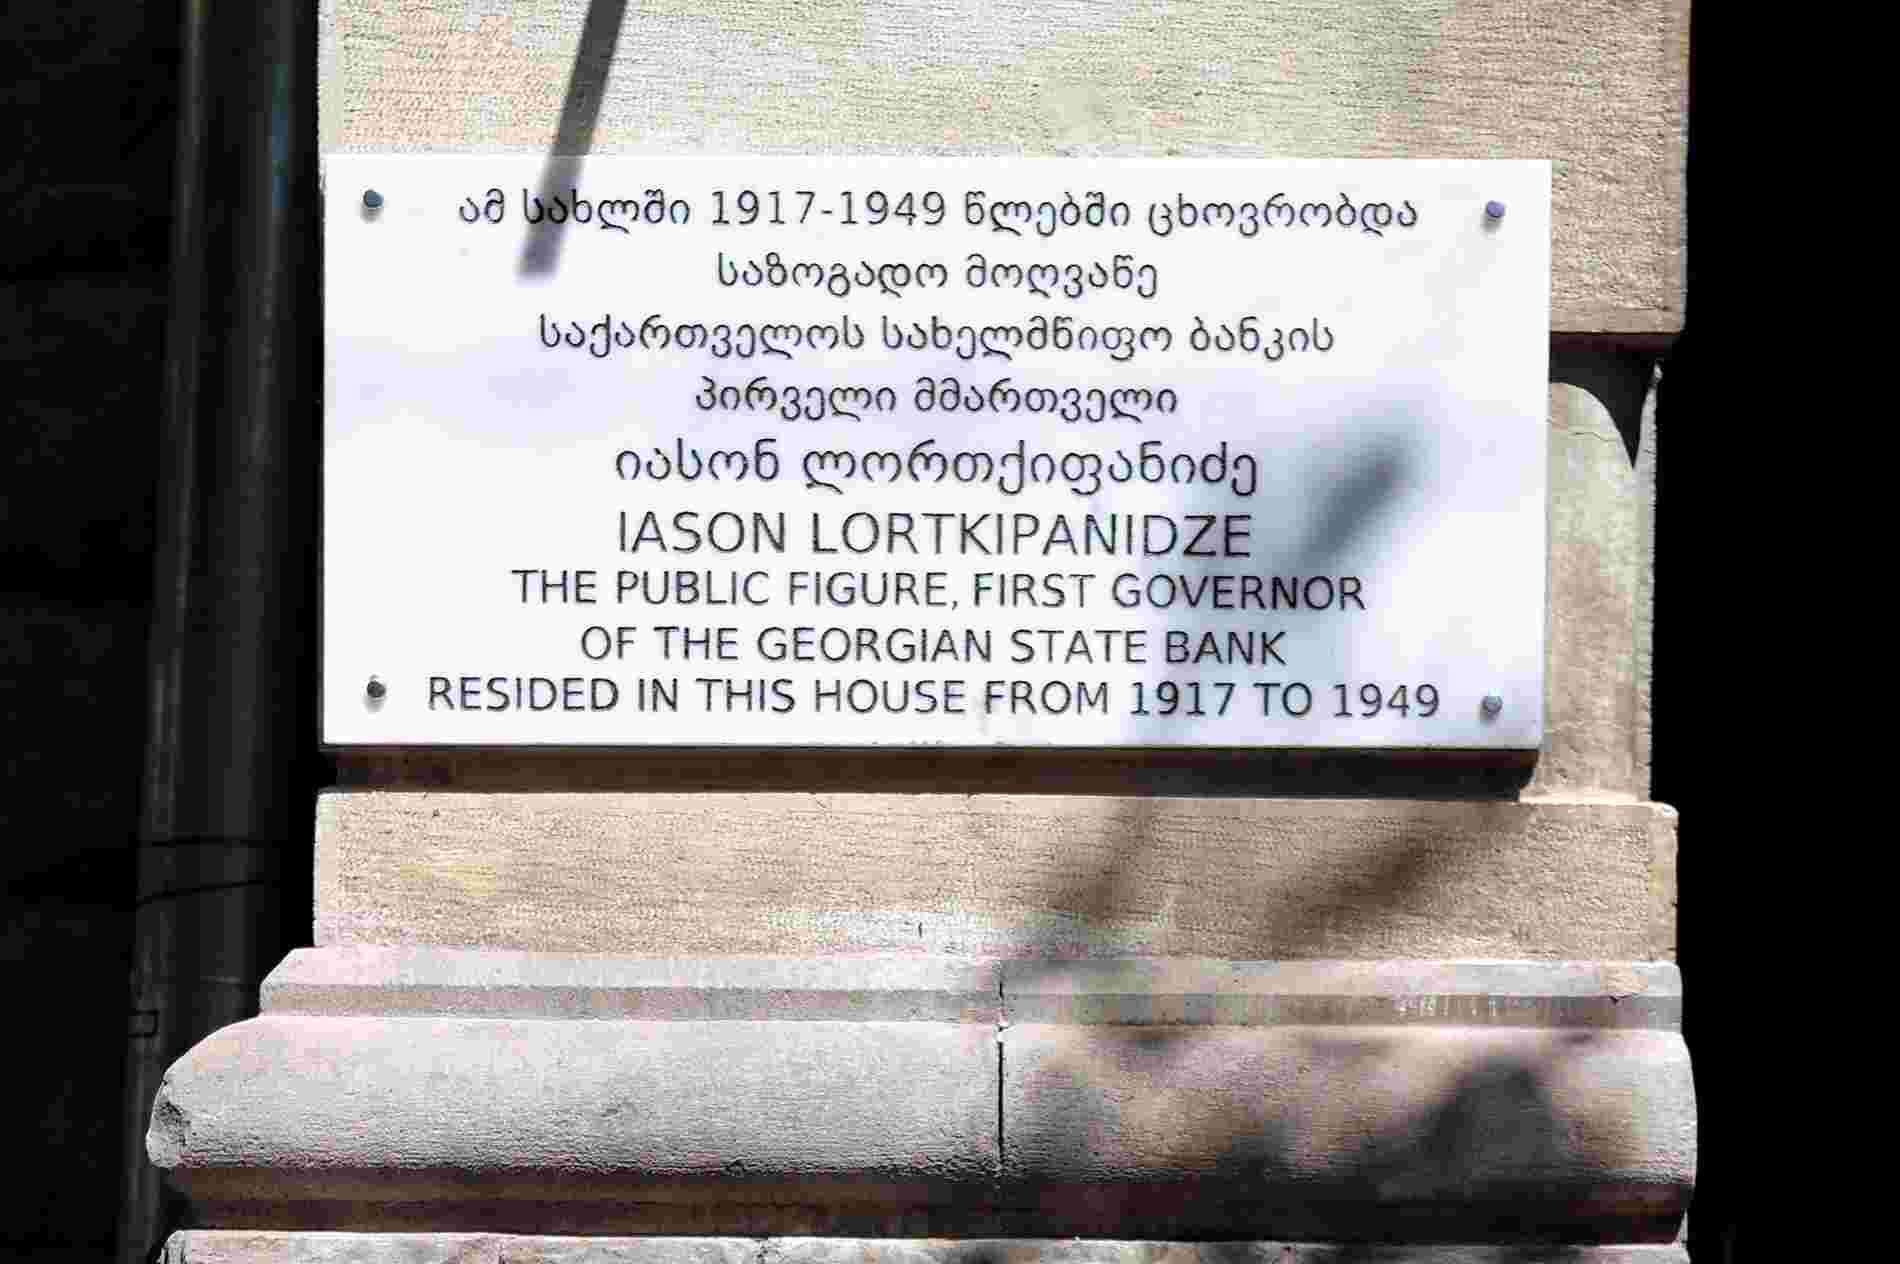 ამ სახლში 1917-1949 წლებში ცხოვრობდა
საზოგადო მოღვანე
საქართველოს სახელმწიფო ბანკის
პირველი მმართველი
იასონ ლორთქიფანიძე
IASON LORTKIPANIDZE
THE PUBLIC FIGURE, FIRST GOVERNOR
OF THE GEORGIAN STATE BANK
RESIDED IN THIS HOUSE FROM 1917 TO 1949